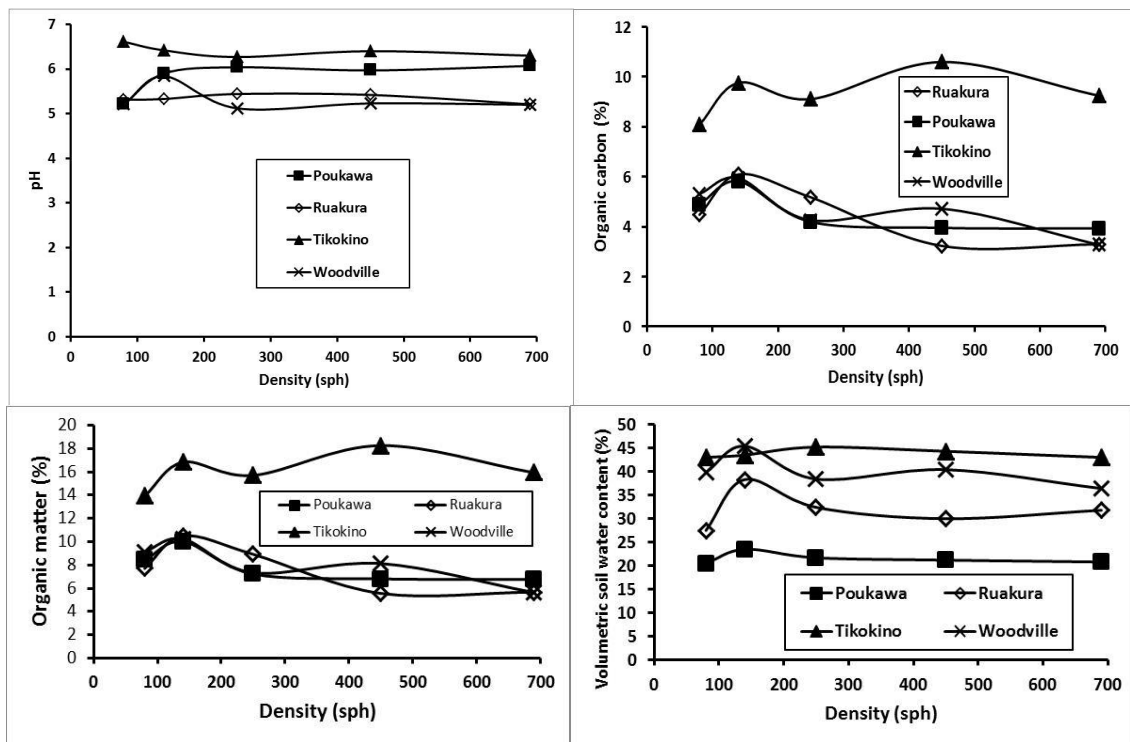 7
6
5
4
3
2
1
0
pH
Poukawa
Ruakura
Tikokino
Woodville
0 100 200 300 400 500 600 700
Density (sph)
12
10
8
6
4
2
0
Organic carbon (%)
Ruakura
Poukawa
Tikokino
Woodville
0 100 200 300 400 500 600 700
Density (sph)
20
18
16
14
12
10
8
6
4
2
0
Organic matter (%)
Poukawa Ruakura
Tikokino Woodville
0 100 200 300 400 500 600 700
Density (sph)
50
45
40
35
30
25
20
15
10
5
0
Volumetric soil water content (%)
Poukawa Ruakura
Tikokino Woodville
0 100 200 300 400 500 600 700
Density (sph)